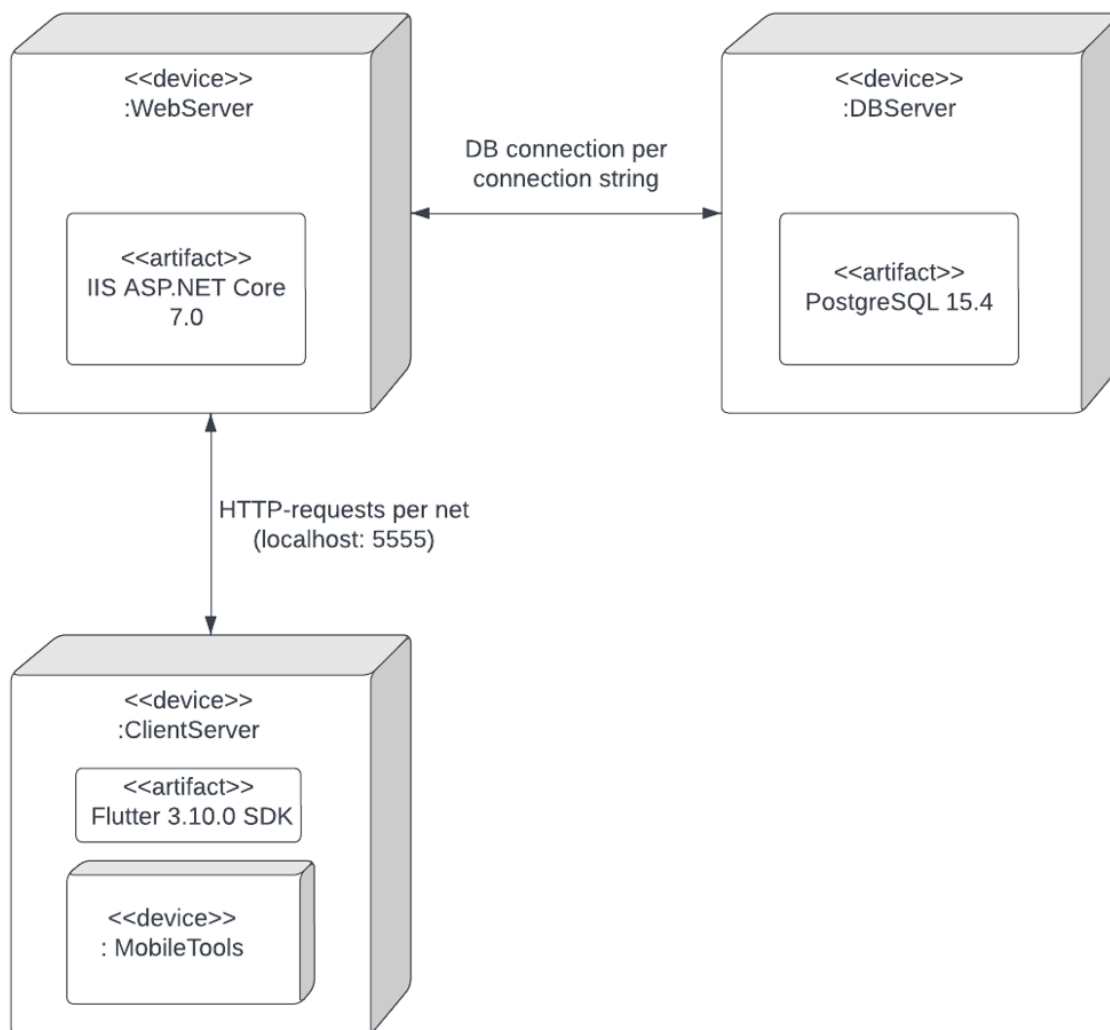 <<device>>
:WebServer
<<artifact>>
IIS ASP.NET Core
7.0
DB connection per
connection string
<<device>>
:DBServer
<<artifact>>
PostgreSQL 15.4
HTTP-requests per net
(localhost: 5555)
<<device>>
:ClientServer
<<artifact>>
Flutter 3.10.0 SDK
<<device>>
: MobileTools